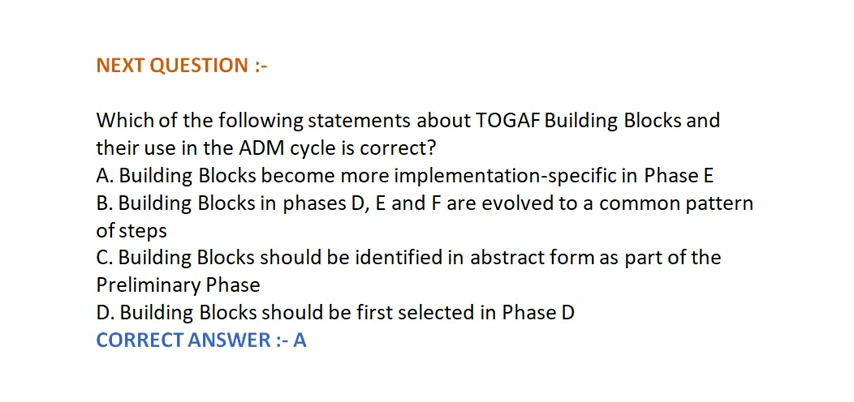 NEXT QUESTION :-
Which of the following statements about TOGAF Building Blocks and
their use in the ADM cycle is correct?
A. Building Blocks become more implementation-specific in Phase E
B. Building Blocks in phases D, E and F are evolved to a common pattern
of steps
C. Building Blocks should be identified in abstract form as part of the
Preliminary Phase
D. Building Blocks should be first selected in Phase D
CORRECT ANSWER :- A